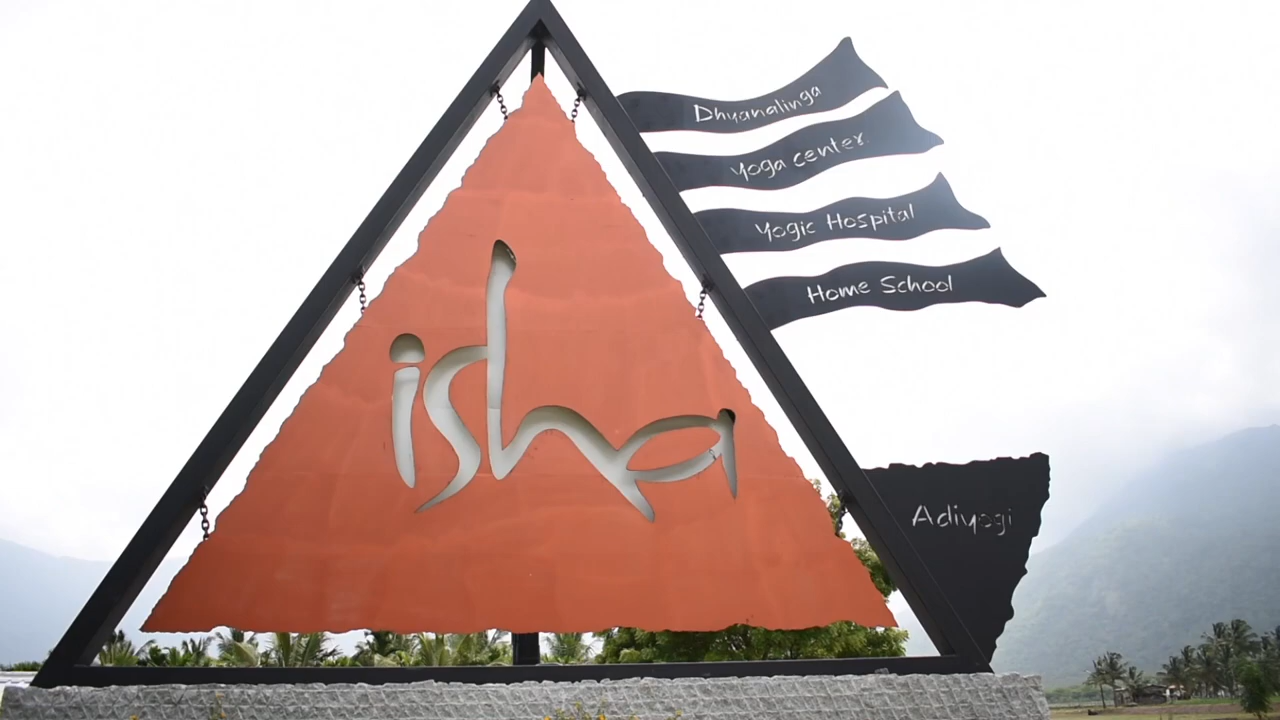 Dhyanalinga
Yoga center
Yogic Hospital
Home School
isha
Adiyogi